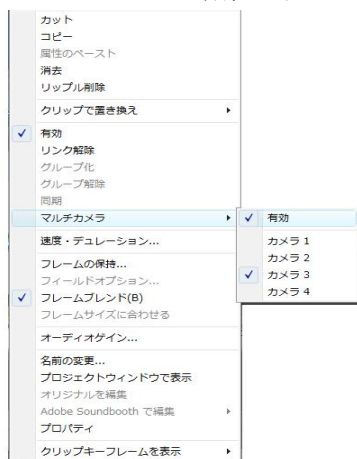 カット
コピー
属性のペースト
消去
リップル削除
クリップで置き換え
有効
リンク解除
グループ化
グループ解除
同期
マルチカメラ
有効
カメラ 1
カメラ 2
カメラ 3
カメラ 4
速度・デュレーション...
フレームの保持...
フィールドオプション...
フレームブレンド(B)
フレームサイズに合わせる
オーディオゲイン...
名前の変更...
プロジェクトウィンドウで表示
オリジナルを編集
Adobe Soundbooth で編集
プロパティ
クリップキーフレームを表示